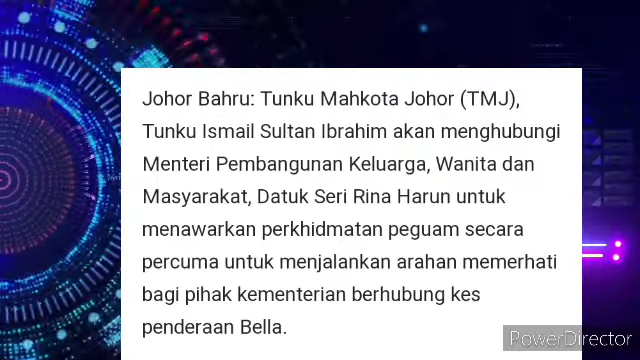 Johor Bahru: Tunku Mahkota Johor (TMJ),
Tunku Ismail Sultan Ibrahim akan menghubungi
Menteri Pembangunan Keluarga, Wanita dan
Masyarakat, Datuk Seri Rina Harun untuk
menawarkan perkhidmatan peguam secara
percuma untuk menjalankan arahan memerhati
bagi pihak kementerian berhubung kes
penderaan Bella.
PowerDirector